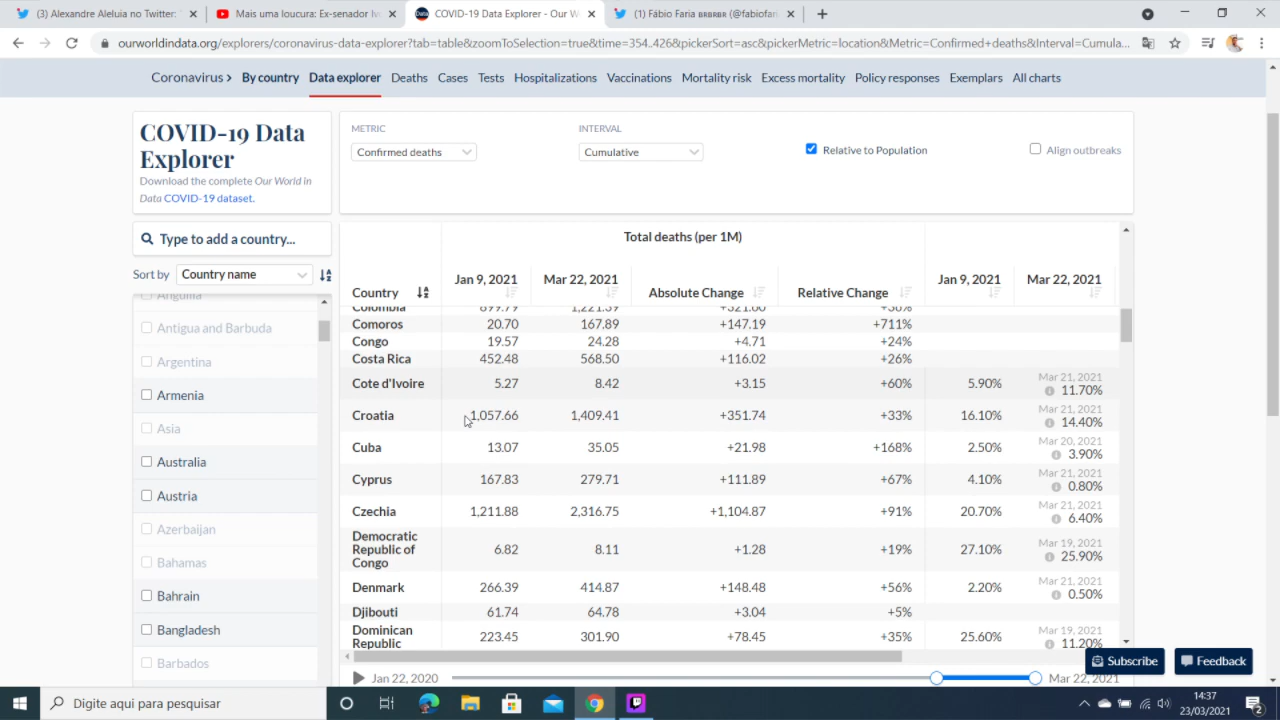 (3) Alexandre Aleluia no Twitter:
Mais uma loucura: Ex-senador Iv
COVID-19 Data Explorer - Our W
(1) Fábio Faria ʙʀʙʀʙʀ (@fabiofari
ourworldindata.org/explorers/coronavirus-data-explorer?tab=table&zoomToSelection=true&time=354..426&pickerSort=asc&pickerMetric=location&Metric=Confirmed+deaths&Interval=Cumula...
Coronavirus > By country Data explorer Deaths Cases Tests Hospitalizations Vaccinations Mortality risk Excess mortality Policy responses Exemplars All charts
COVID-19 Data
Explorer
Download the complete Our World in
Data COVID-19 dataset.
METRIC INTERVAL
Confirmed deaths Cumulative Relative to Population Align outbreaks
Type to add a country...
Sort by Country name
Anguilla
Antigua and Barbuda
Argentina
Armenia
Asia
Australia
Austria
Azerbaijan
Bahamas
Bahrain
Bangladesh
Barbados
Total deaths (per 1M)
Country Jan 9, 2021 Mar 22, 2021 Absolute Change Relative Change Jan 9, 2021 Mar 22, 2021
Colombia 899.79 1,221.39 +321.60 +36%
Comoros 20.70 167.89 +147.19 +711%
Congo 19.57 24.28 +4.71 +24%
Costa Rica 452.48 568.50 +116.02 +26%
Cote d'Ivoire 5.27 8.42 +3.15 +60% 5.90% Mar 21, 2021 11.70%
Croatia 1,057.66 1,409.41 +351.74 +33% 16.10% Mar 21, 2021 14.40%
Cuba 13.07 35.05 +21.98 +168% 2.50% Mar 20, 2021 3.90%
Cyprus 167.83 279.71 +111.89 +67% 4.10% Mar 21, 2021 0.80%
Czechia 1,211.88 2,316.75 +1,104.87 +91% 20.70% Mar 21, 2021 6.40%
Democratic
Republic of
Congo 6.82 8.11 +1.28 +19% 27.10% Mar 19, 2021 25.90%
Denmark 266.39 414.87 +148.48 +56% 2.20% Mar 21, 2021 0.50%
Djibouti 61.74 64.78 +3.04 +5%
Dominican
Republic 223.45 301.90 +78.45 +35% 25.60% Mar 19, 2021 11.20%
Subscribe Feedback
Jan 22, 2020 Mar 22, 2021
Digite aqui para pesquisar
14:37
23/03/2021
2